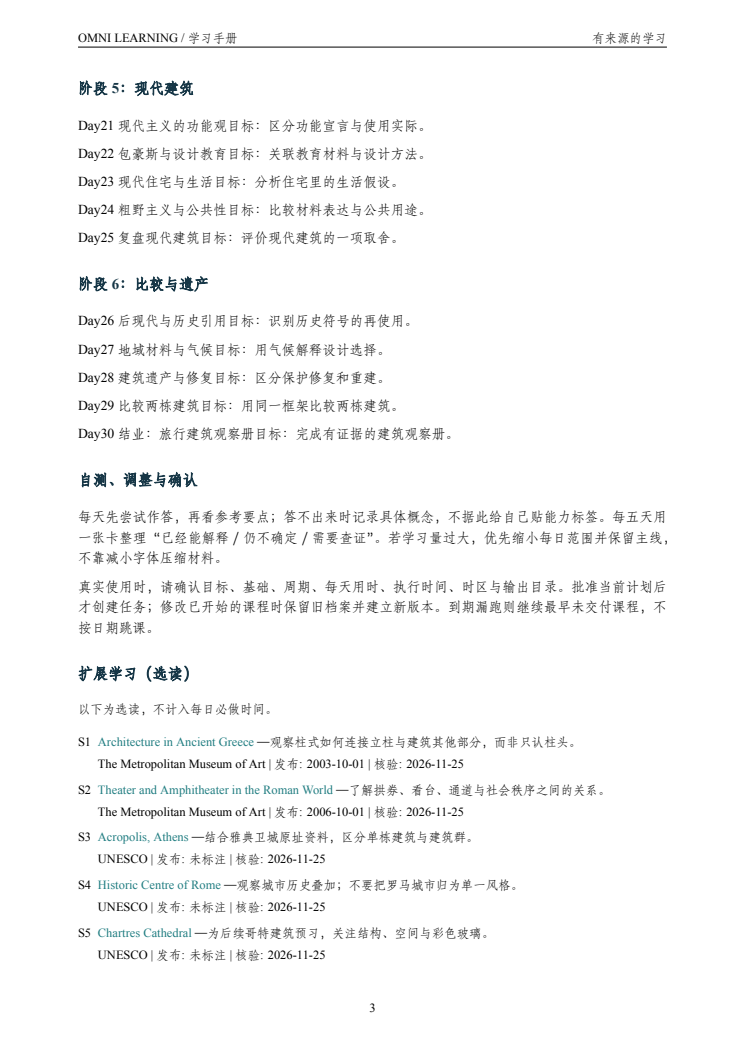 OMNI LEARNING / 学习手册
有来源的学习
阶段 5：现代建筑
Day21 现代主义的功能观目标：区分功能宣言与使用实际。
Day22 包豪斯与设计教育目标：关联教育材料与设计方法。
Day23 现代住宅与生活目标：分析住宅里的生活假设。
Day24 粗野主义与公共性目标：比较材料表达与公共用途。
Day25 复盘现代建筑目标：评价现代建筑的一项取舍。
阶段 6：比较与遗产
Day26 后现代与历史引用目标：识别历史符号的再使用。
Day27 地域材料与气候目标：用气候解释设计选择。
Day28 建筑遗产与修复目标：区分保护修复和重建。
Day29 比较两栋建筑目标：用同一框架比较两栋建筑。
Day30 结业：旅行建筑观察册目标：完成有证据的建筑观察册。
自测、调整与确认
每天先尝试作答，再看参考要点；答不出来时记录具体概念，不据此给自己贴能力标签。每五天用
一张卡整理“已经能解释 / 仍不确定 / 需要查证”。若学习量过大，优先缩小每日范围并保留主线，
不靠减小字体压缩材料。
真实使用时，请确认目标、基础、周期、每天用时、执行时间、时区与输出目录。批准当前计划后
才创建任务；修改已开始的课程时保留旧档案并建立新版本。到期漏跑则继续最早未交付课程，不
按日期跳课。
扩展学习（选读）
以下为选读，不计入每日必做时间。
S1 Architecture in Ancient Greece —观察柱式如何连接立柱与建筑其他部分，而非只认柱头。
The Metropolitan Museum of Art | 发布: 2003-10-01 | 核验: 2026-11-25
S2 Theater and Amphitheater in the Roman World —了解拱券、看台、通道与社会秩序之间的关系。
The Metropolitan Museum of Art | 发布: 2006-10-01 | 核验: 2026-11-25
S3 Acropolis, Athens —结合雅典卫城原址资料，区分单栋建筑与建筑群。
UNESCO | 发布: 未标注 | 核验: 2026-11-25
S4 Historic Centre of Rome —观察城市历史叠加；不要把罗马城市归为单一风格。
UNESCO | 发布: 未标注 | 核验: 2026-11-25
S5 Chartres Cathedral —为后续哥特建筑预习，关注结构、空间与彩色玻璃。
UNESCO | 发布: 未标注 | 核验: 2026-11-25
3